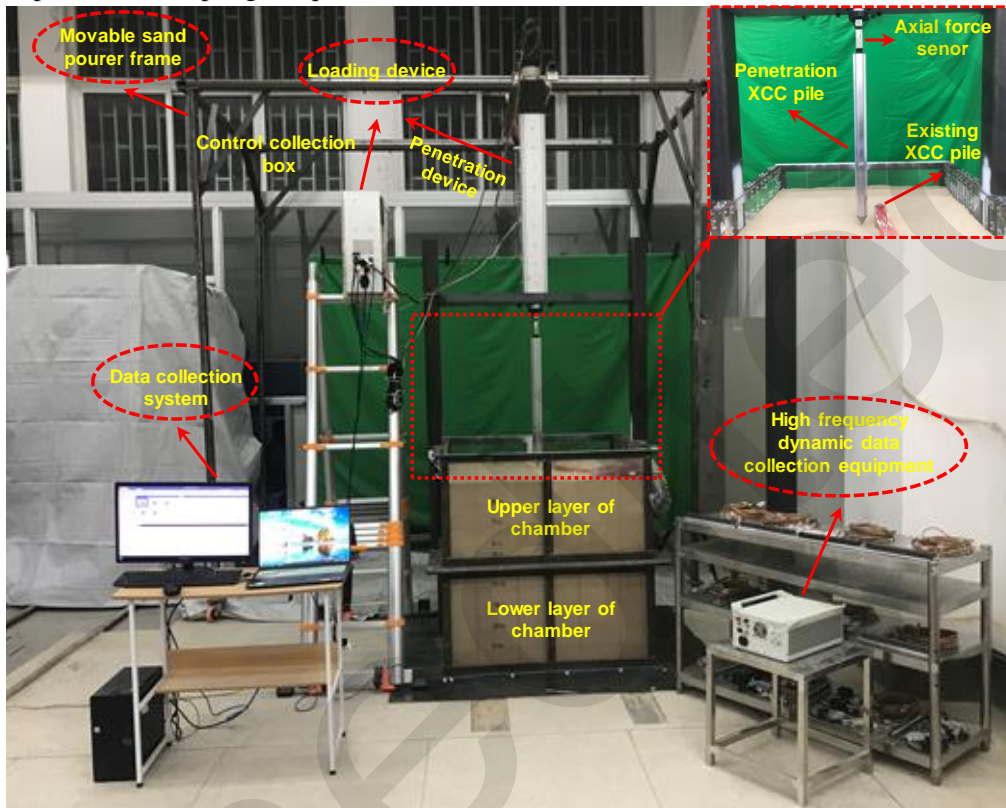 Movable sand
pourer frame
Loading device
Control collection
box
Penetration
device
Axial force
senor
Penetration
XCC pile
Existing
XCC pile
Data collection
system
High frequency
dynamic data
collection equipment
Upper layer of
chamber
Lower layer of
chamber